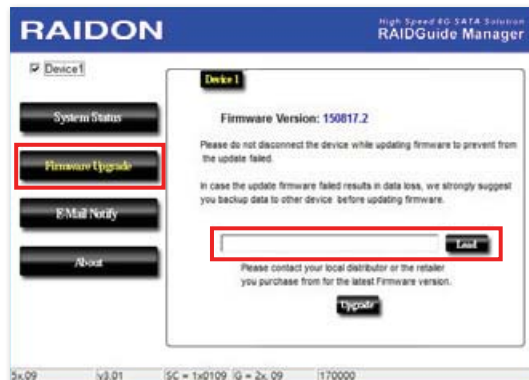 RAIDON
High Speed 6G SATA Solution
RAIDGuide Manager
Device1
System Status
Firmware Upgrade
E-Mail Notify
About
Device 1
Firmware Version: 150817.2
Please do not disconnect the device while updating firmware to prevent from
the update failed.
In case the update firmware failed results in data loss, we strongly suggest
you backup data to other device before updating firmware.
Load
Please contact your local distributor or the retailer
you purchase from for the latest Firmware version.
Upgrade
5x.09 v3.01 SC = 1x0109 G = 2x. 09 170000